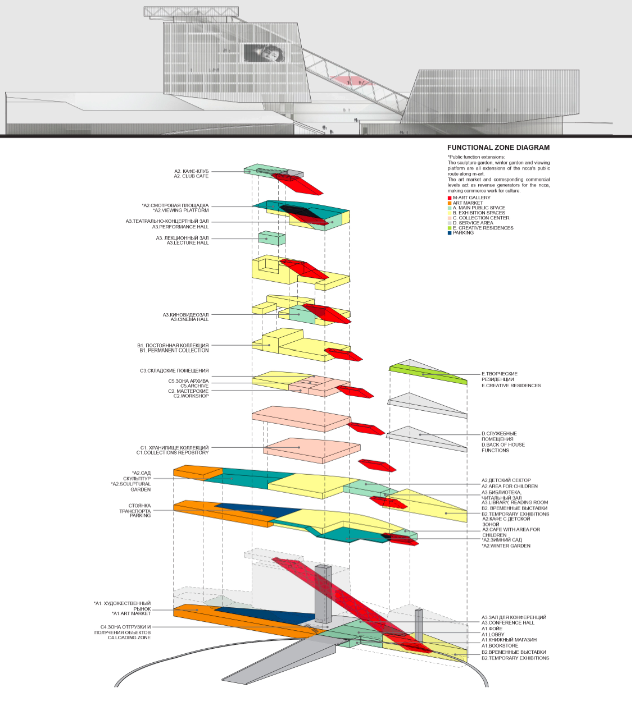 FUNCTIONAL ZONE DIAGRAM
*Public function extensions:
The sculpture garden, winter garden and viewing
platform are all extensions of the ncca's public
route along m-art.
The art market and corresponding commercial
levels act as revenue generators for the ncca,
making commerce work for culture.
M-ART GALLERY
ART MARKET
A. MAIN PUBLIC SPACE
B. EXHIBITION SPACES
C. COLLECTION CENTER
D. SERVICE AREA
E. CREATIVE RESIDENCES
PARKING
A2. КАФЕ-КЛУБ
A2. CLUB CAFE
*A2.СМОТРОВАЯ ПЛОЩАДКА
*A2.VIEWING PLATFORM
A3.ТЕАТРАЛЬНО-КОНЦЕРТНЫЙ ЗАЛ
A3.PERFORMANCE HALL
A3. ЛЕКЦИОННЫЙ ЗАЛ
A3.LECTURE HALL
A3.КИНОВИДЕОЗАЛ
A3.CINEMA HALL
B1. ПОСТОЯННАЯ КОЛЛЕКЦИЯ
B1. PERMANENT COLLECTION
C3.СКЛАДСКИЕ ПОМЕЩЕНИЯ
C5.ЗОНА АРХИВА
C5.ARCHIVE
C2. МАСТЕРСКИЕ
C2.WORKSHOP
E.ТВОРЧЕСКИЕ
РЕЗИДЕНЦИИ
E.CREATIVE RESIDENCES
D.СЛУЖЕБНЫЕ
ПОМЕЩЕНИЯ
D.BACK OF HOUSE
FUNCTIONS
C1. ХРАНИЛИЩЕ КОЛЛЕКЦИЙ
C1.COLLECTIONS REPOSITORY
*A2.САД
СКУЛЬПТУР
*A2.SCULPTURAL
GARDEN
A2.ДЕТСКИЙ СЕКТОР
A2.AREA FOR CHILDREN
A3.БИБЛИОТЕКА,
ЧИТАЛЬНЫЙ ЗАЛ
A3.LIBRARY, READING ROOM
B2. ВРЕМЕННЫЕ ВЫСТАВКИ
B2.TEMPORARY EXHIBITIONS
СТОЯНКА
ТРАНСПОРТА
PARKING
A2.КАФЕ С ДЕТСКОЙ
ЗОНОЙ
A2.CAFE WITH AREA FOR
CHILDREN
*A2.ЗИМНИЙ САД
*A2.WINTER GARDEN
*A1. ХУДОЖЕСТВЕННЫЙ
РЫНОК
*A1.ART MARKET
C4.ЗОНА ОТГРУЗКИ И
ПОЛУЧЕНИЯ ОБЪЕКТОВ
C4.LOADING ZONE
A3.ЗАЛ ДЛЯ КОНФЕРЕНЦИЙ
A3.CONFERENCE HALL
A1.ФОЙЕ
A1.LOBBY
A1.КНИЖНЫЙ МАГАЗИН
A1.BOOKSTORE
B2.ВРЕМЕННЫЕ ВЫСТАВКИ
B2.TEMPORARY EXHIBITIONS